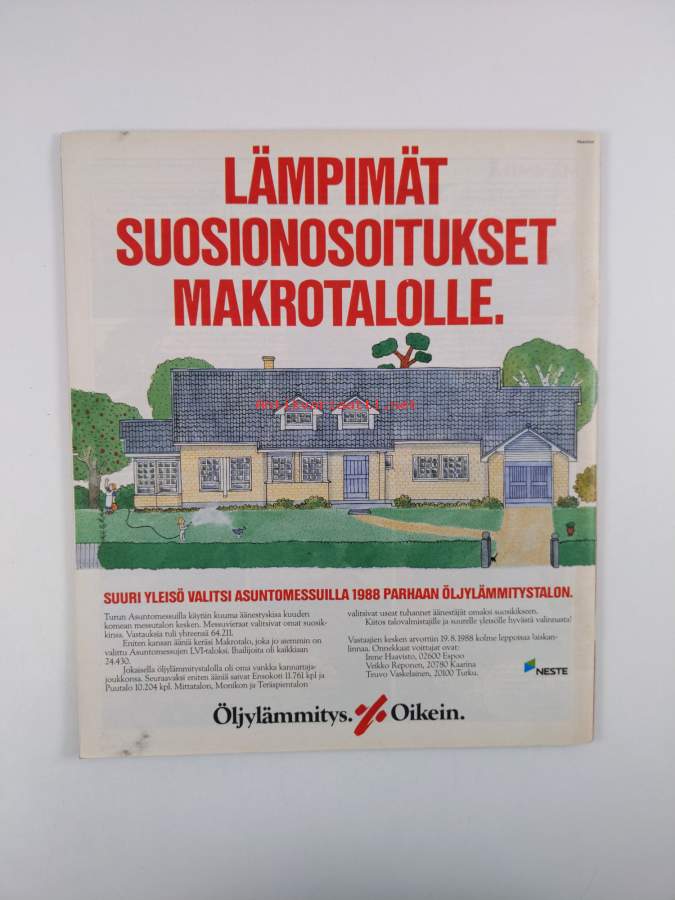 LÄMPIMÄT
SUOSIONOSOITUKSET
MAKROTALOLLE.
Antikvariaatti.net
SUURI YLEISÖ VALITSI ASUNTOMESSUILLA 1988 PARHAAN ÖLJYLÄMMITYSTALON.
Turun Asuntomessuilla käytiin kuuma äänestyskisa kuuden
komean messutalon kesken. Messuvieraat valitsivat omat suosik-
kinsa. Vastauksia tuli yhteensä 64.211.
Eniten kansan ääniä keräsi Makrotalo, joka jo aiemmin on
valittu Asuntomessujen LVI-taloksi. Ihailijoita oli kaikkiaan
24.430.
Jokaisella öljylämmitystalolla oli oma vankka kannattaja-
joukkonsa. Seuraavaksi eniten ääniä saivat Ensokoti 11.761 kpl ja
Puutalo 10.204 kpl. Mittatalon, Monikon ja Teräspientalon
valitsivat useat tuhannet äänestäjät omaksi suosikikseen.
Kiitos talovalmistajille ja suurelle yleisölle hyvästä valinnasta!
Vastaajien kesken arvottiin 19.8.1988 kolme leppoisaa laiskan-
linnaa. Onnekkaat voittajat ovat:
Irene Haavisto, 02600 Espoo
Veikko Reponen, 20780 Kaarina
Truvo Vaskelainen, 20100 Turku.
NESTE
Öljylämmitys. Oikein.